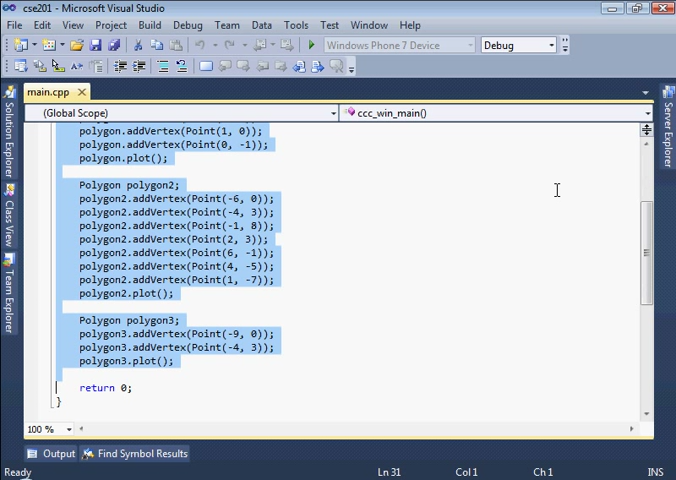 cse201 - Microsoft Visual Studio
File Edit View Project Build Debug Team Data Tools Test Window Help
Windows Phone 7 Device Debug
main.cpp
(Global Scope) ccc_win_main()
polygon.addVertex(Point(1, 0));
polygon.addVertex(Point(0, -1));
polygon.plot();
Polygon polygon2;
polygon2.addVertex(Point(-6, 0));
polygon2.addVertex(Point(-4, 3));
polygon2.addVertex(Point(-1, 8));
polygon2.addVertex(Point(2, 3));
polygon2.addVertex(Point(6, -1));
polygon2.addVertex(Point(4, -5));
polygon2.addVertex(Point(1, -7));
polygon2.plot();
Polygon polygon3;
polygon3.addVertex(Point(-9, 0));
polygon3.addVertex(Point(-4, 3));
polygon3.plot();
return 0;
}
100 %
Solution Explorer
Class View
Team Explorer
Server Explorer
Output Find Symbol Results
Ready Ln 31 Col 1 Ch 1 INS